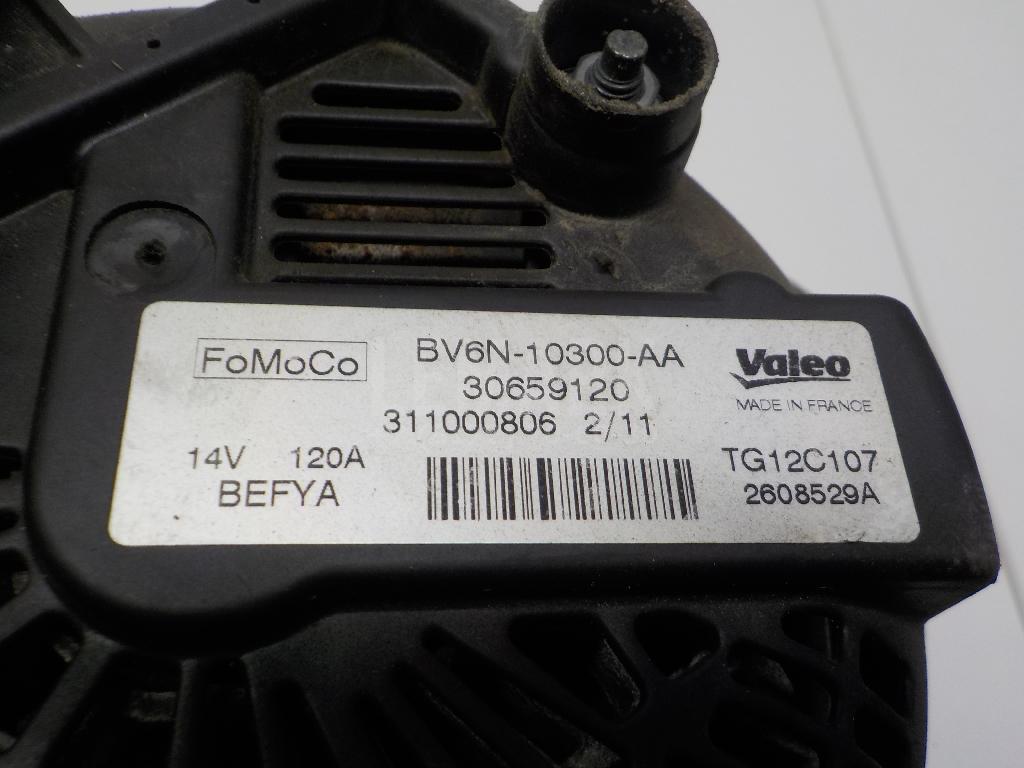 FoMoCo
BV6N-10300-AA
30659120
311000806 2/11
Valeo
MADE IN FRANCE
14V 120A
BEFYA
TG12C107
2608529A